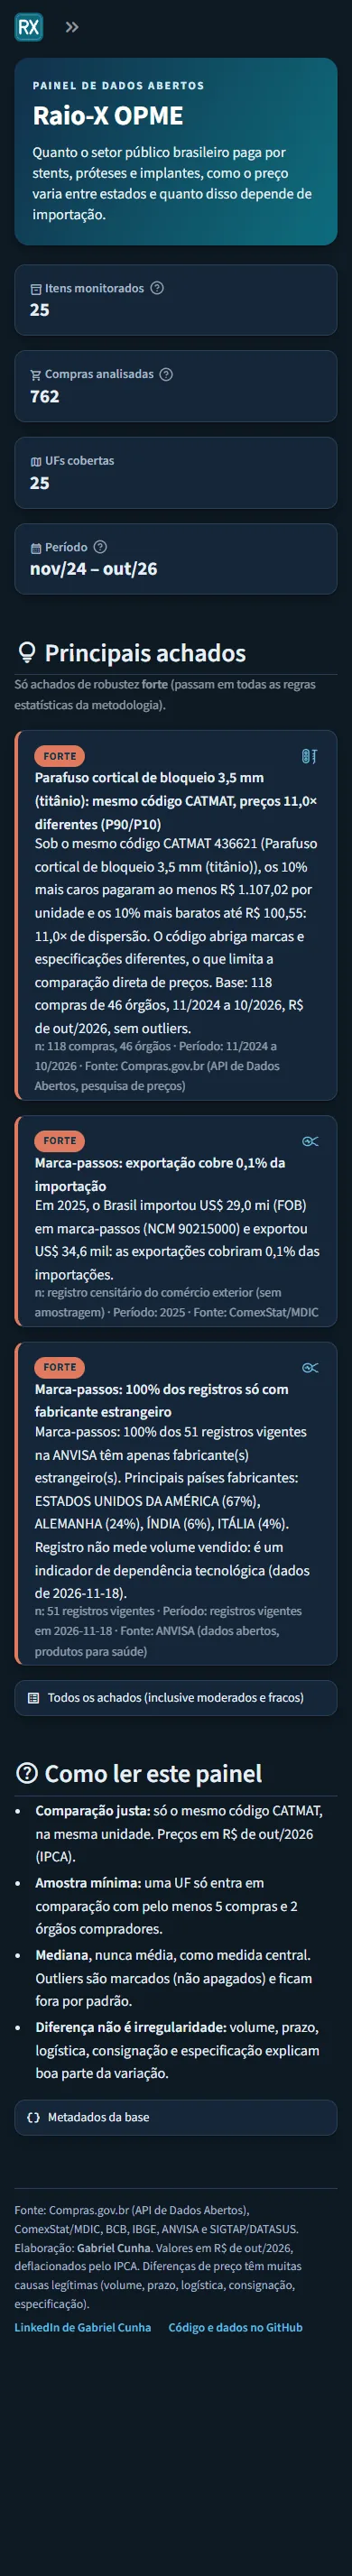 RX
PAINEL DE DADOS ABERTOS
Raio-X OPME
Quanto o setor público brasileiro paga por
stents, próteses e implantes, como o preço
varia entre estados e quanto disso depende de
importação.
Itens monitorados
25
Compras analisadas
762
UFs cobertas
25
Período
nov/24 – out/26
Principais achados
Só achados de robustez forte (passam em todas as regras
estatísticas da metodologia).
FORTE
Parafuso cortical de bloqueio 3,5 mm
(titânio): mesmo código CATMAT, preços 11,0×
diferentes (P90/P10)
Sob o mesmo código CATMAT 436621 (Parafuso
cortical de bloqueio 3,5 mm (titânio)), os 10%
mais caros pagaram ao menos R$ 1.107,02 por
unidade e os 10% mais baratos até R$ 100,55:
11,0× de dispersão. O código abriga marcas e
especificações diferentes, o que limita a
comparação direta de preços. Base: 118
compras de 46 órgãos, 11/2024 a 10/2026, R$
de out/2026, sem outliers.
n: 118 compras, 46 órgãos · Período: 11/2024 a
10/2026 · Fonte: Compras.gov.br (API de Dados
Abertos, pesquisa de preços)
FORTE
Marca-passos: exportação cobre 0,1% da
importação
Em 2025, o Brasil importou US$ 29,0 mi (FOB)
em marca-passos (NCM 90215000) e exportou
US$ 34,6 mil: as exportações cobriram 0,1% das
importações.
n: registro censitário do comércio exterior (sem
amostragem) · Período: 2025 · Fonte: ComexStat/MDIC
FORTE
Marca-passos: 100% dos registros só com
fabricante estrangeiro
Marca-passos: 100% dos 51 registros vigentes
na ANVISA têm apenas fabricante(s)
estrangeiro(s). Principais países fabricantes:
ESTADOS UNIDOS DA AMÉRICA (67%),
ALEMANHA (24%), ÍNDIA (6%), ITÁLIA (4%).
Registro não mede volume vendido: é um
indicador de dependência tecnológica (dados
de 2026-11-18).
n: 51 registros vigentes · Período: registros vigentes
em 2026-11-18 · Fonte: ANVISA (dados abertos,
produtos para saúde)
Todos os achados (inclusive moderados e fracos)
Como ler este painel
• Comparação justa: só o mesmo código CATMAT,
na mesma unidade. Preços em R$ de out/2026
(IPCA).
• Amostra mínima: uma UF só entra em
comparação com pelo menos 5 compras e 2
órgãos compradores.
• Mediana, nunca média, como medida central.
Outliers são marcados (não apagados) e ficam
fora por padrão.
• Diferença não é irregularidade: volume, prazo,
logística, consignação e especificação explicam
boa parte da variação.
Metadados da base
Fonte: Compras.gov.br (API de Dados Abertos),
ComexStat/MDIC, BCB, IBGE, ANVISA e SIGTAP/DATASUS.
Elaboração: Gabriel Cunha. Valores em R$ de out/2026,
deflacionados pelo IPCA. Diferenças de preço têm muitas
causas legítimas (volume, prazo, logística, consignação,
especificação).
LinkedIn de Gabriel Cunha Código e dados no GitHub